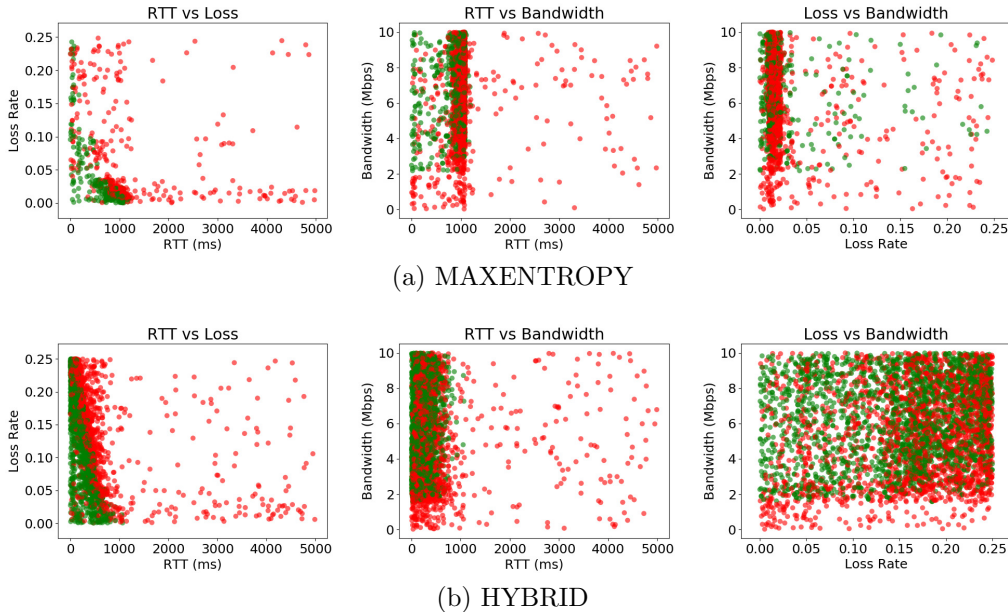 RTT vs Loss
RTT vs Bandwidth
Loss vs Bandwidth
0.25
0.20
0.15
0.10
0.05
0.00
Loss Rate
0 1000 2000 3000 4000 5000
RTT (ms)
10
8
6
4
2
0
Bandwidth (Mbps)
0 1000 2000 3000 4000 5000
RTT (ms)
10
8
6
4
2
0
Bandwidth (Mbps)
0.00 0.05 0.10 0.15 0.20 0.25
Loss Rate
(a) MAXENTROPY
RTT vs Loss
RTT vs Bandwidth
Loss vs Bandwidth
0.25
0.20
0.15
0.10
0.05
0.00
Loss Rate
0 1000 2000 3000 4000 5000
RTT (ms)
10
8
6
4
2
0
Bandwidth (Mbps)
0 1000 2000 3000 4000 5000
RTT (ms)
10
8
6
4
2
0
Bandwidth (Mbps)
0.00 0.05 0.10 0.15 0.20 0.25
Loss Rate
(b) HYBRID